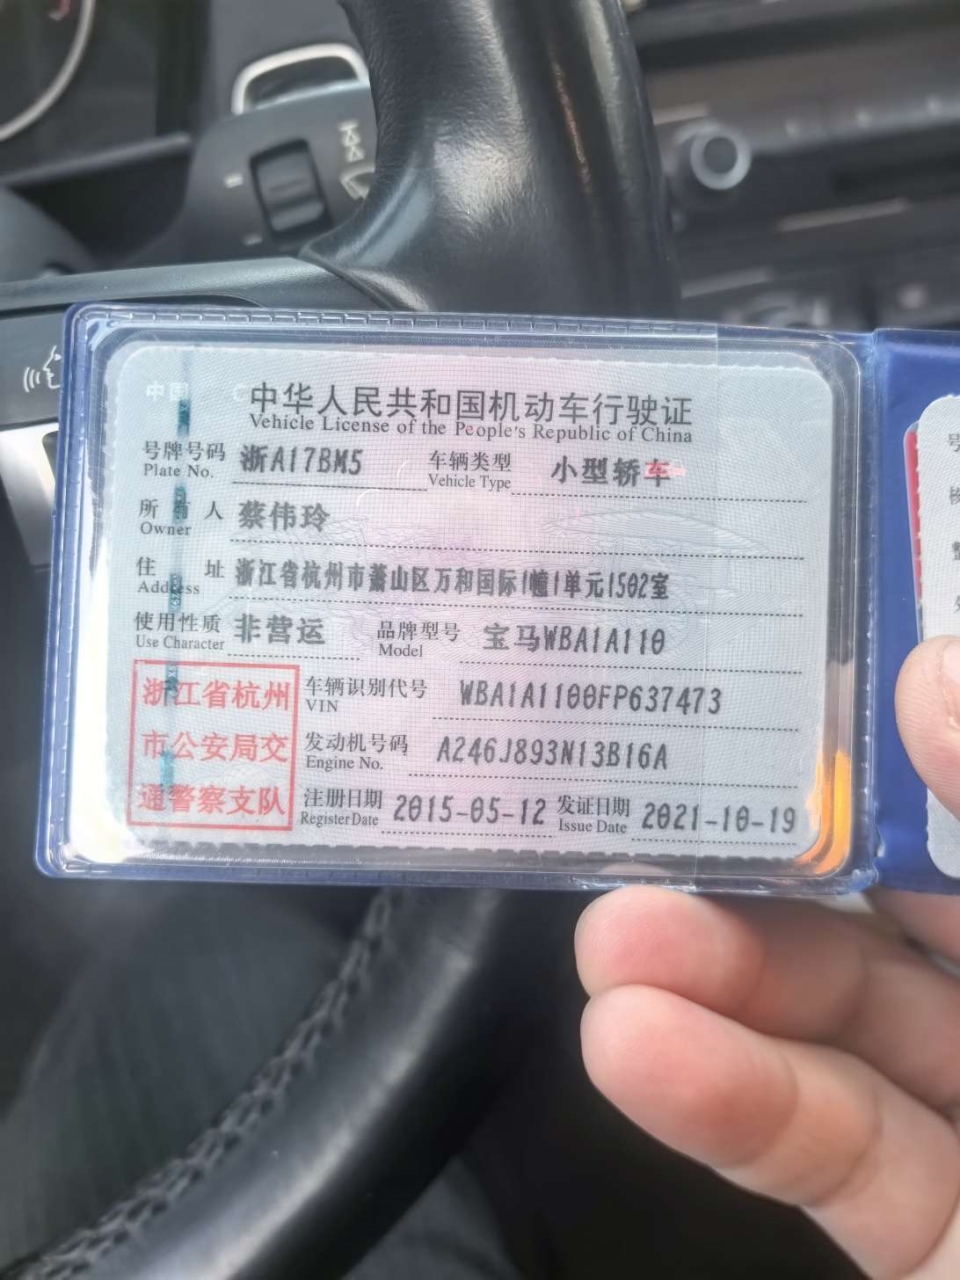 中华人民共和国机动车行驶证
Vehicle License of the People's Republic of China
号牌号码 浙A17BM5 车辆类型 小型轿车
Plate No. Vehicle Type
所有人 蔡伟玲
Owner
住址 浙江省杭州市萧山区万和国际1幢1单元1502室
Address
使用性质 非营运 品牌型号 宝马WBA1A110
Use Character Model
浙江省杭州
市公安局交
通警察支队
车辆识别代号 WBA1A1100FP637473
VIN
发动机号码 A246J893N13B16A
Engine No.
注册日期 2015-05-12 发证日期 2021-10-19
Register Date Issue Date